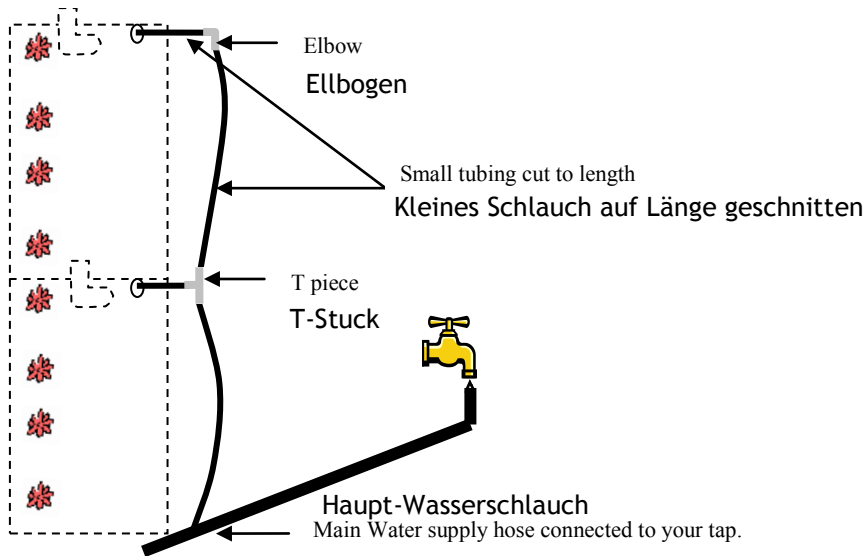 Elbow
Ellbogen
Small tubing cut to length
Kleines Schlauch auf Länge geschnitten
T piece
T-Stuck
Haupt-Wasserschlauch
Main Water supply hose connected to your tap.